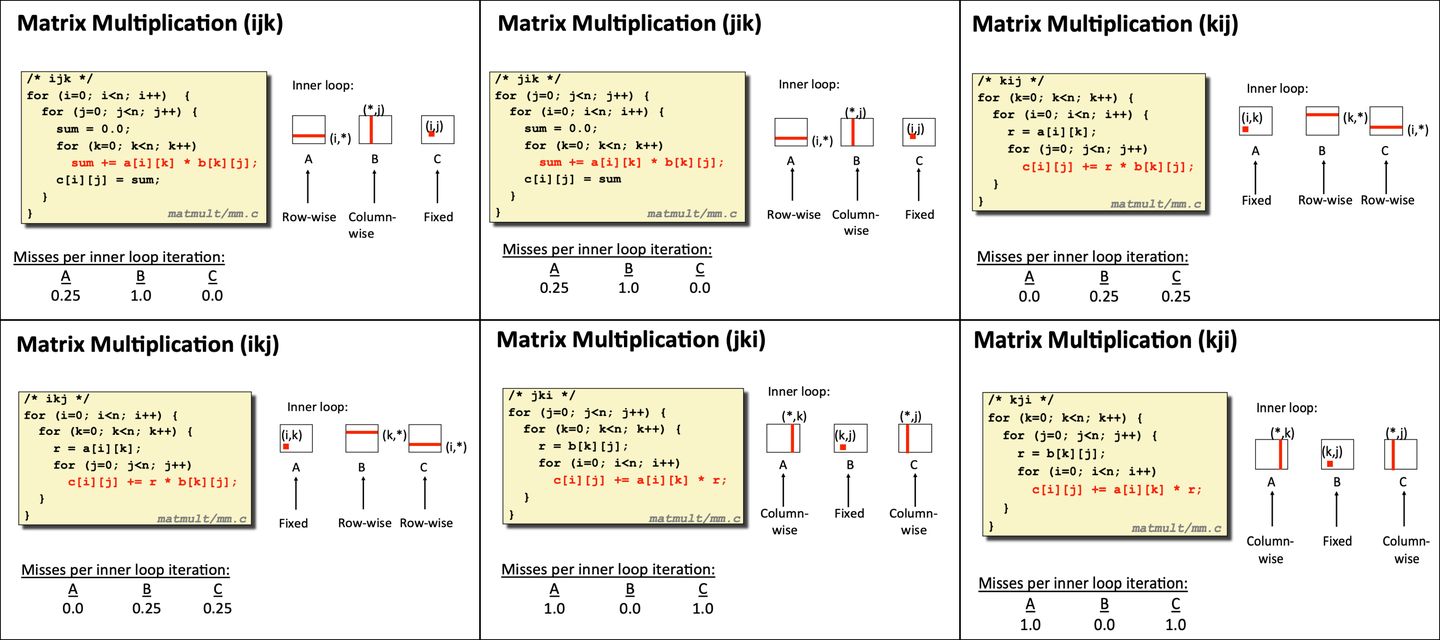 Matrix Multiplication (ijk)
/* ijk */
for (i=0; i<n; i++)  {
for (j=0; j<n; j++) {
sum = 0.0;
for (k=0; k<n; k++)
sum += a[i][k] * b[k][j];
c[i][j] = sum;
}
}
matmult/mm.c
Inner loop:
(*,j)
(i,j)
(i,*)
A B C
Row-wise Column-wise Fixed
Misses per inner loop iteration:
A B C
0.25 1.0 0.0
Matrix Multiplication (jik)
/* jik */
for (j=0; j<n; j++) {
for (i=0; i<n; i++) {
sum = 0.0;
for (k=0; k<n; k++)
sum += a[i][k] * b[k][j];
c[i][j] = sum
}
}
matmult/mm.c
Inner loop:
(*,j)
(i,j)
(i,*)
A B C
Row-wise Column-wise Fixed
Misses per inner loop iteration:
A B C
0.25 1.0 0.0
Matrix Multiplication (kij)
/* kij */
for (k=0; k<n; k++) {
for (i=0; i<n; i++) {
r = a[i][k];
for (j=0; j<n; j++)
c[i][j] += r * b[k][j];
}
}
matmult/mm.c
Inner loop:
(i,k) (k,*) (i,*)
A B C
Fixed Row-wise Row-wise
Misses per inner loop iteration:
A B C
0.0 0.25 0.25
Matrix Multiplication (ikj)
/* ikj */
for (i=0; i<n; i++) {
for (k=0; k<n; k++) {
r = a[i][k];
for (j=0; j<n; j++)
c[i][j] += r * b[k][j];
}
}
matmult/mm.c
Inner loop:
(i,k) (k,*) (i,*)
A B C
Fixed Row-wise Row-wise
Misses per inner loop iteration:
A B C
0.0 0.25 0.25
Matrix Multiplication (jki)
/* jki */
for (j=0; j<n; j++) {
for (k=0; k<n; k++) {
r = b[k][j];
for (i=0; i<n; i++)
c[i][j] += a[i][k] * r;
}
}
matmult/mm.c
Inner loop:
(*,k) (*,j)
(k,j)
A B C
Column-wise Fixed Column-wise
Misses per inner loop iteration:
A B C
1.0 0.0 1.0
Matrix Multiplication (kji)
/* kji */
for (k=0; k<n; k++) {
for (j=0; j<n; j++) {
r = b[k][j];
for (i=0; i<n; i++)
c[i][j] += a[i][k] * r;
}
}
matmult/mm.c
Inner loop:
(*,k) (*,j)
(k,j)
A B C
Column-wise Fixed Column-wise
Misses per inner loop iteration:
A B C
1.0 0.0 1.0